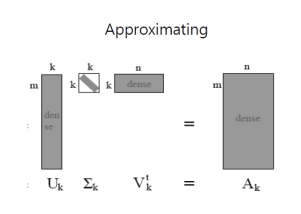 Approximating
k k n n
m k k dense m
den = dense
se
: 
: U_k Σ_k V_k^t = A_k